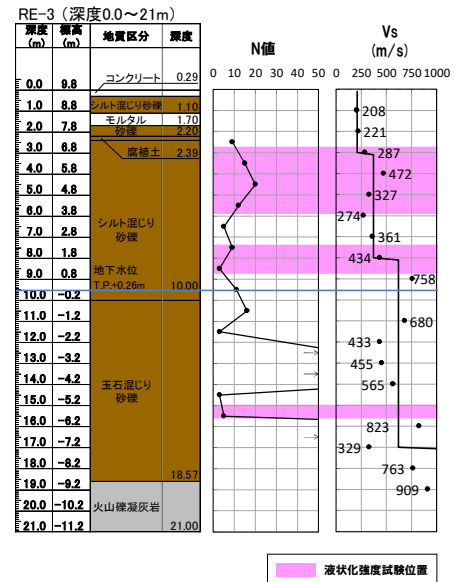 RE-3（深度0.0～21m）
深度 標高 地質区分 深度
(m) (m)
N値
Vs
(m/s)
0 10 20 30 40 50
0 250 500 750 1000
0.0 9.8 コンクリート 0.29
1.0 8.8 シルト混じり砂礫 1.10
208
モルタル 1.70
2.0 7.8 砂礫 2.20
221
3.0 6.8 腐植土 2.39
287
4.0 5.8
472
5.0 4.8
327
6.0 3.8
274
シルト混じり
砂礫
7.0 2.8
361
8.0 1.8
434
9.0 0.8 地下水位
758
T.P.+0.26m 10.00
10.0 −0.2
11.0 −1.2
680
12.0 −2.2
433
13.0 −3.2
455
14.0 −4.2
565
玉石混じり
砂礫
15.0 −5.2
16.0 −6.2
823
17.0 −7.2
329
18.0 −8.2
763
18.57
19.0 −9.2
909
20.0 −10.2 火山礫凝灰岩
21.0 −11.2 21.00
液状化強度試験位置